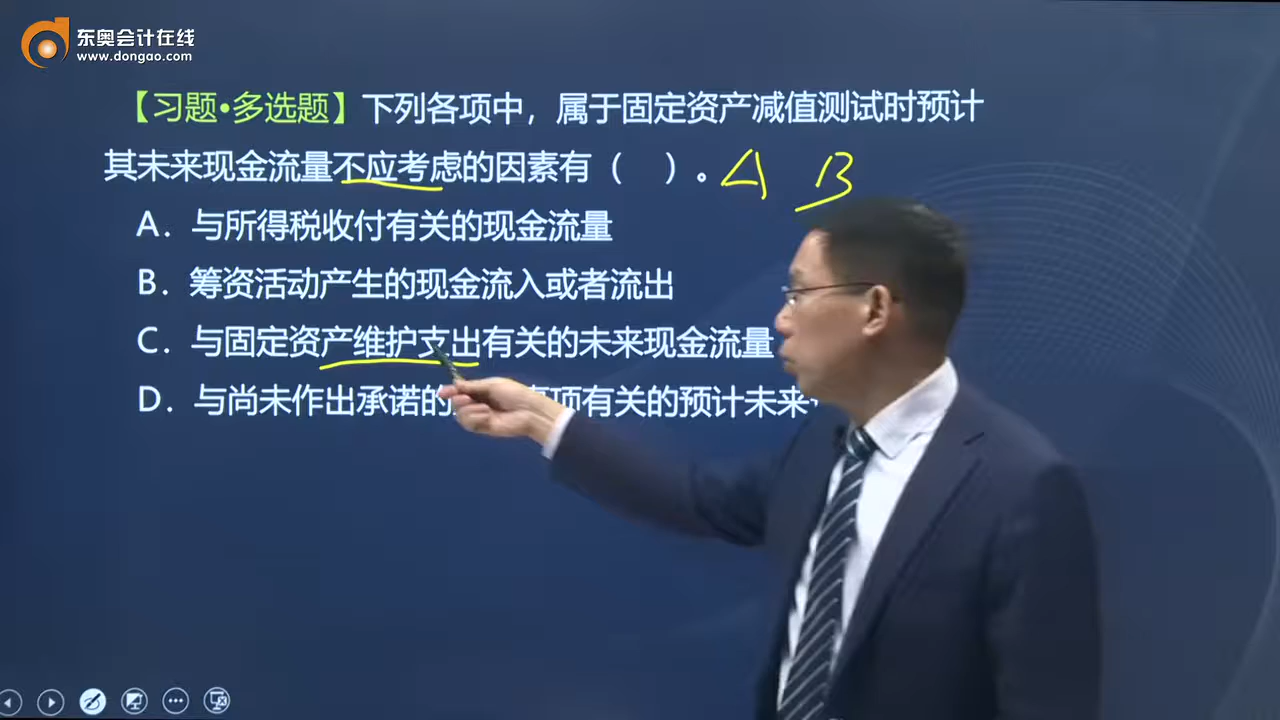 东奥会计在线
www.dongao.com
【习题•多选题】下列各项中，属于固定资产减值测试时预计
其未来现金流量不应考虑的因素有（ ）。A B
A．与所得税收付有关的现金流量
B．筹资活动产生的现金流入或者流出
C．与固定资产维护支出有关的未来现金流量
D．与尚未作出承诺的 事项有关的预计未来